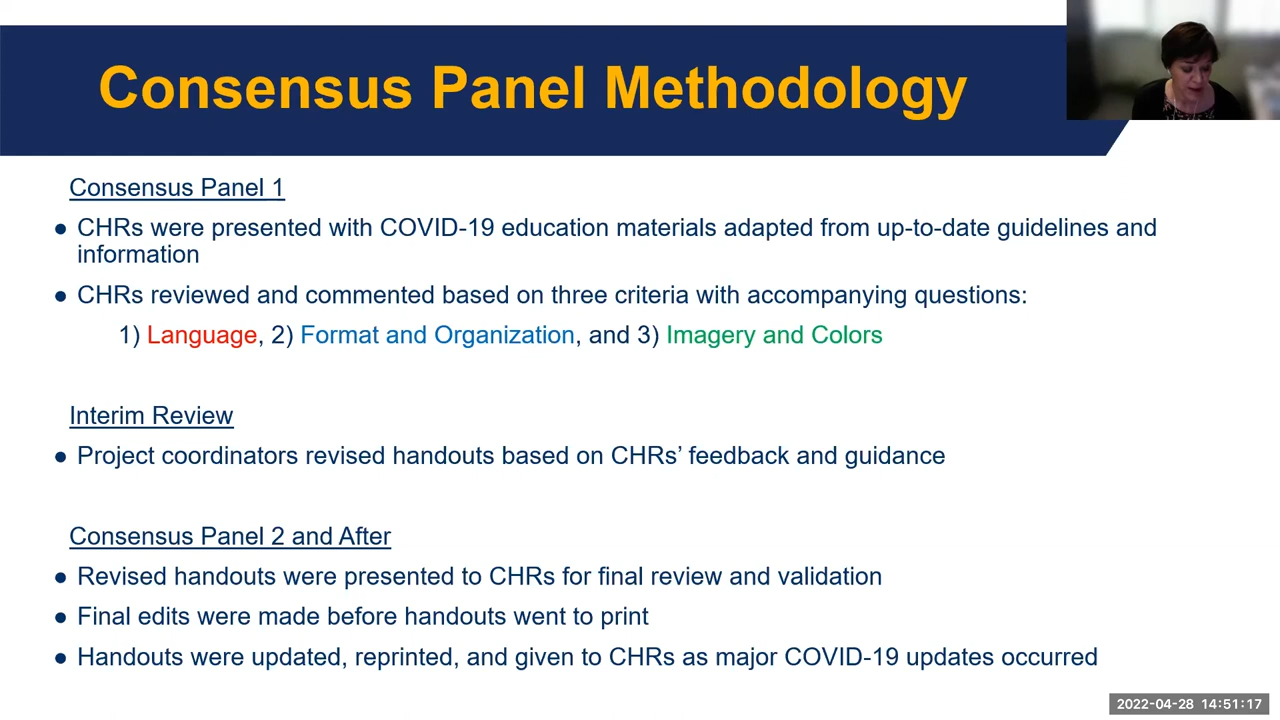 Consensus Panel Methodology
Consensus Panel 1
● CHRs were presented with COVID-19 education materials adapted from up-to-date guidelines and
information
● CHRs reviewed and commented based on three criteria with accompanying questions:
1) Language, 2) Format and Organization, and 3) Imagery and Colors
Interim Review
● Project coordinators revised handouts based on CHRs’ feedback and guidance
Consensus Panel 2 and After
● Revised handouts were presented to CHRs for final review and validation
● Final edits were made before handouts went to print
● Handouts were updated, reprinted, and given to CHRs as major COVID-19 updates occurred
2022-04-28 14:51:17